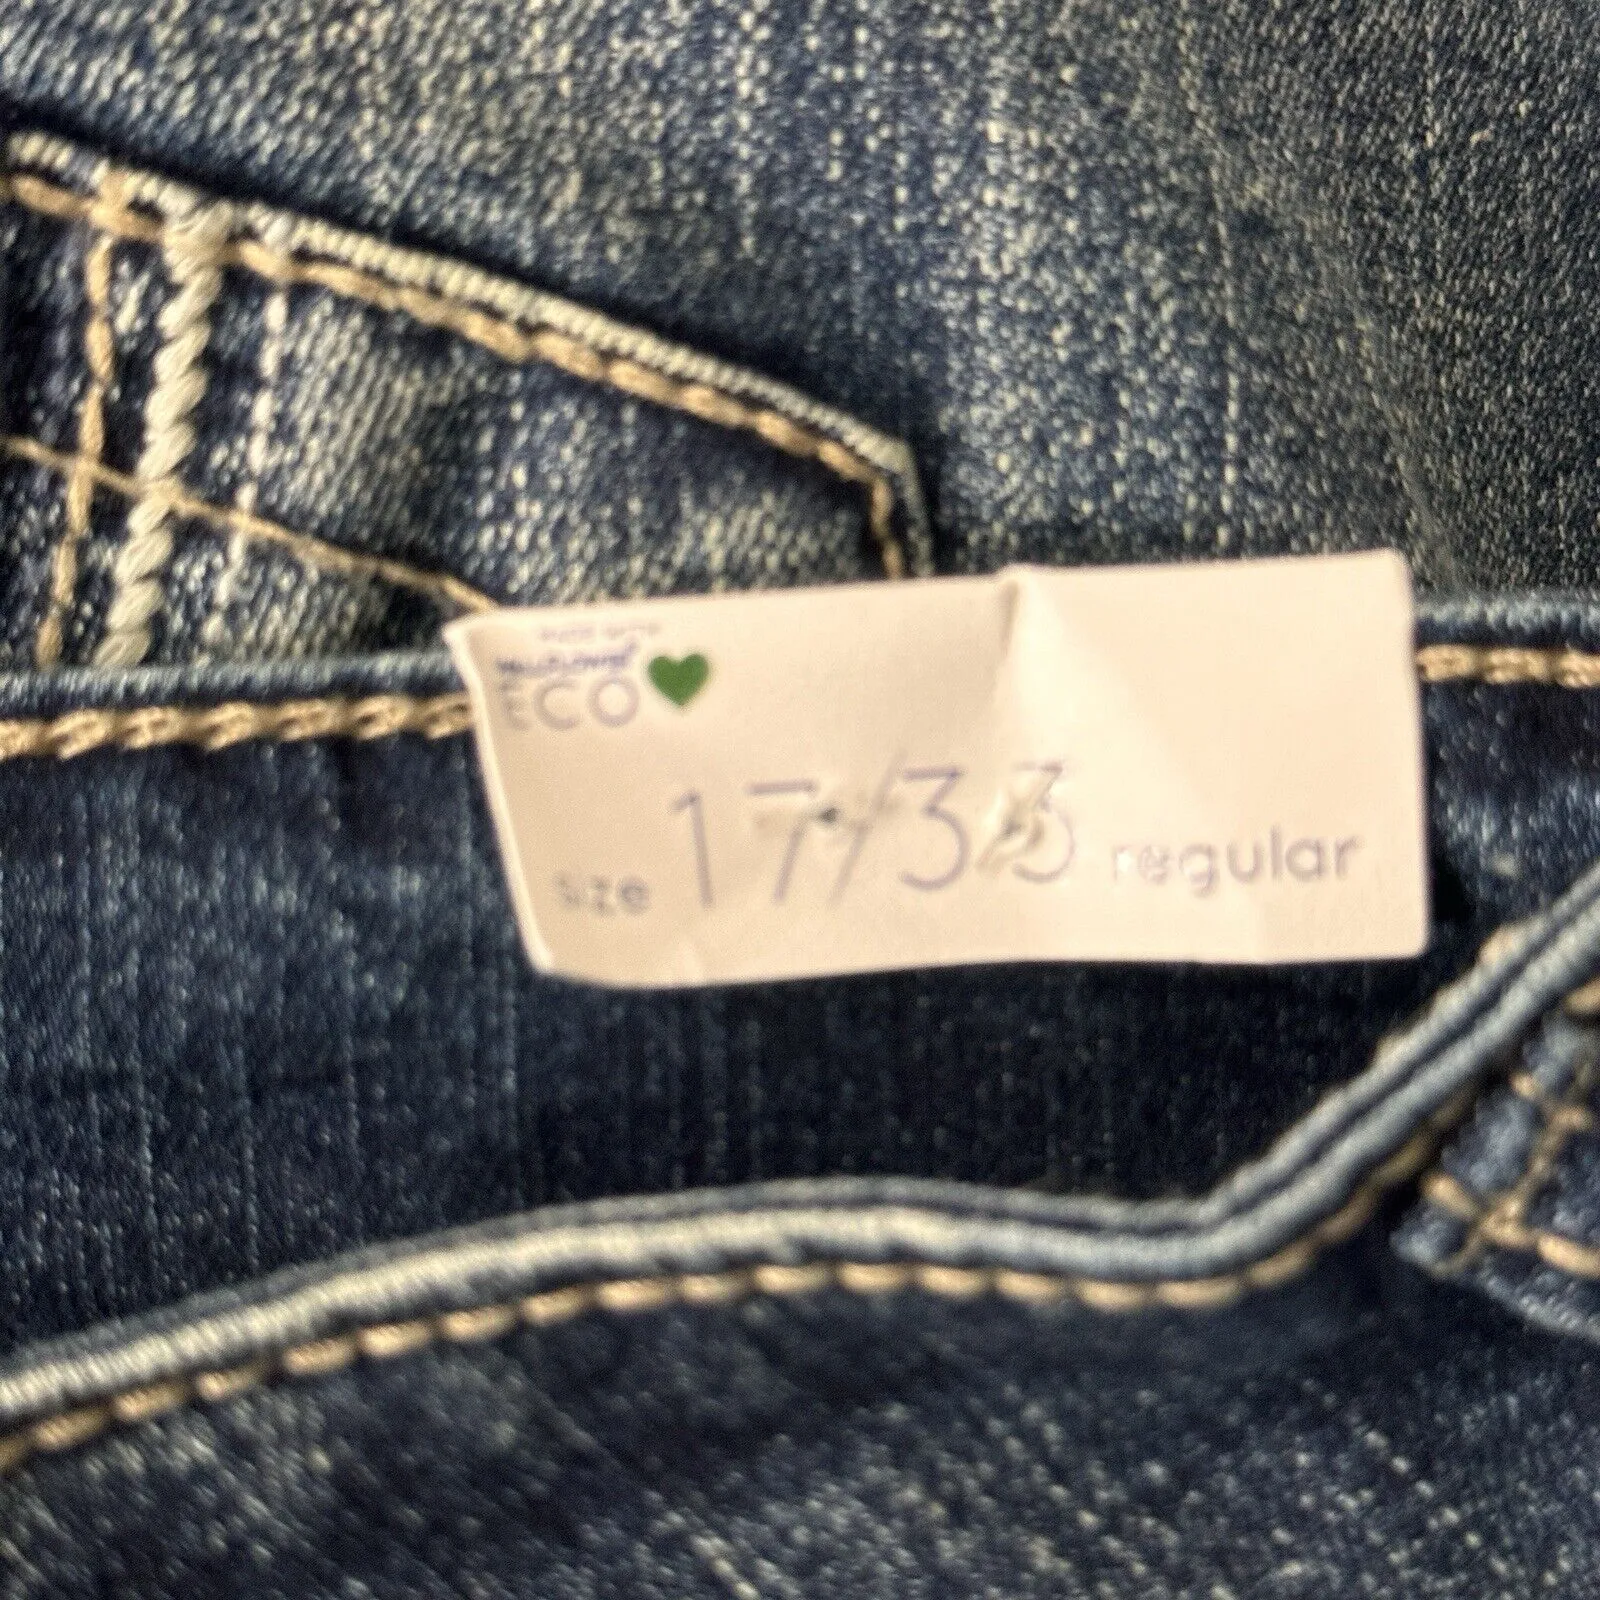 ECO
size 17/33 regular